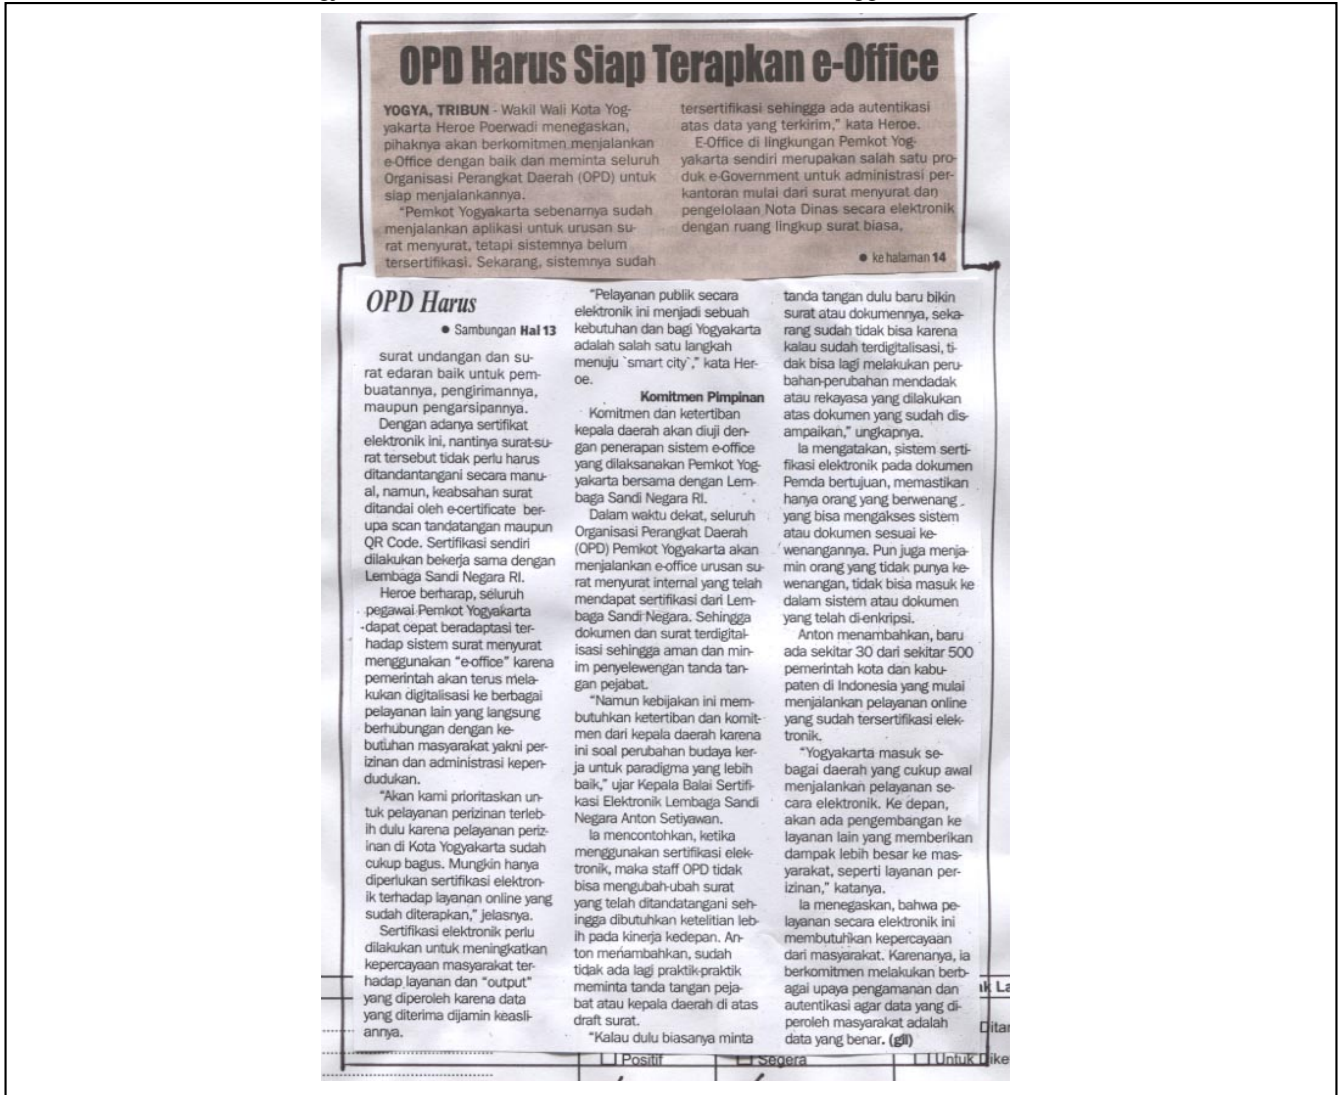 OPD Harus Siap Terapkan e-Office
YOGYA, TRIBUN - Wakil Wali Kota Yog-
yakarta Heroe Poerwadi menegaskan,
pihaknya akan berkomitmen menjalankan
e-Office dengan baik dan meminta seluruh
Organisasi Perangkat Daerah (OPD) untuk
siap menjalankannya.
"Pemkot Yogyakarta sebenarnya sudah
menjalankan aplikasi untuk urusan su-
rat menyurat, tetapi sistemnya belum
tersertifikasi. Sekarang, sistemnya sudah
tersertifikasi sehingga ada autentikasi
atas data yang terkirim," kata Heroe.
E-Office di lingkungan Pemkot Yog-
yakarta sendiri merupakan salah satu pro-
duk e-Government untuk administrasi per-
kantoran mulai dari surat menyurat dan
pengelolaan Nota Dinas secara elektronik
dengan ruang lingkup surat biasa,
● ke halaman 14
OPD Harus
● Sambungan Hal 13
surat undangan dan su-
rat edaran baik untuk pem-
buatannya, pengirimannya,
maupun pengarsipannya.
Dengan adanya sertifikat
elektronik ini, nantinya surat-su-
rat tersebut tidak perlu harus
ditandantangani secara manu-
al, namun, keabsahan surat
ditandai oleh e-certificate ber-
upa scan tandatangan maupun
QR Code. Sertifikasi sendiri
dilakukan bekerja sama dengan
Lembaga Sandi Negara RI.
Heroe berharap, seluruh
pegawai Pemkot Yogyakarta
dapat cepat beradaptasi ter-
hadap sistem surat menyurat
menggunakan "e-office" karena
pemerintah akan terus mela-
kukan digitalisasi ke berbagai
pelayanan lain yang langsung
berhubungan dengan ke-
butuhan masyarakat yakni per-
izinan dan administrasi kepen-
dudukan.
"Akan kami prioritaskan un-
tuk pelayanan perizinan terleb-
ih dulu karena pelayanan periz-
inan di Kota Yogyakarta sudah
cukup bagus. Mungkin hanya
diperlukan sertifikasi elektron-
ik terhadap layanan online yang
sudah diterapkan," jelasnya.
Sertifikasi elektronik perlu
dilakukan untuk meningkatkan
kepercayaan masyarakat ter-
hadap layanan dan "output"
yang diperoleh karena data
yang diterima dijamin keasli-
annya.
"Pelayanan publik secara
elektronik ini menjadi sebuah
kebutuhan dan bagi Yogyakarta
adalah salah satu langkah
menuju `smart city`," kata Her-
oe.
Komitmen Pimpinan
Komitmen dan ketertiban
kepala daerah akan diuji den-
gan penerapan sistem e-office
yang dilaksanakan Pemkot Yog-
yakarta bersama dengan Lem-
baga Sandi Negara RI.
Dalam waktu dekat, seluruh
Organisasi Perangkat Daerah
(OPD) Pemkot Yogyakarta akan
menjalankan e-office urusan su-
rat menyurat internal yang telah
mendapat sertifikasi dari Lem-
baga Sandi Negara. Sehingga
dokumen dan surat terdigital-
isasi sehingga aman dan min-
im penyelewengan tanda tan-
gan pejabat.
"Namun kebijakan ini mem-
butuhkan ketertiban dan komit-
men dari kepala daerah karena
ini soal perubahan budaya ker-
ja untuk paradigma yang lebih
baik," ujar Kepala Balai Sertifi-
kasi Elektronik Lembaga Sandi
Negara Anton Setiyawan.
Ia mencontohkan, ketika
menggunakan sertifikasi elek-
tronik, maka staff OPD tidak
bisa mengubah-ubah surat
yang telah ditandatangani seh-
ingga dibutuhkan ketelitian leb-
ih pada kinerja kedepan. An-
ton menambahkan, sudah
tidak ada lagi praktik-praktik
meminta tanda tangan peja-
bat atau kepala daerah di atas
draft surat.
"Kalau dulu biasanya minta
tanda tangan dulu baru bikin
surat atau dokumennya, seka-
rang sudah tidak bisa karena
kalau sudah terdigitalisasi, ti-
dak bisa lagi melakukan peru-
bahan-perubahan mendadak
atau rekayasa yang dilakukan
atas dokumen yang sudah dis-
ampaikan," ungkapnya.
Ia mengatakan, sistem serti-
fikasi elektronik pada dokumen
Pemda bertujuan, memastikan
hanya orang yang berwenang
yang bisa mengakses sistem
atau dokumen sesuai ke-
wenangannya. Pun juga menja-
min orang yang tidak punya ke-
wenangan, tidak bisa masuk ke
dalam sistem atau dokumen
yang telah di-enkripsi.
Anton menambahkan, baru
ada sekitar 30 dari sekitar 500
pemerintah kota dan kabu-
paten di Indonesia yang mulai
menjalankan pelayanan online
yang sudah tersertifikasi elek-
tronik.
"Yogyakarta masuk se-
bagai daerah yang cukup awal
menjalankan pelayanan se-
cara elektronik. Ke depan,
akan ada pengembangan ke
layanan lain yang memberikan
dampak lebih besar ke mas-
yarakat, seperti layanan per-
izinan," katanya.
Ia menegaskan, bahwa pe-
layanan secara elektronik ini
membutuhkan kepercayaan
dari masyarakat. Karenanya, ia
berkomitmen melakukan berb-
agai upaya pengamanan dan
autentikasi agar data yang di-
peroleh masyarakat adalah
data yang benar. (gil)
Positif
Segera
Untuk Dike